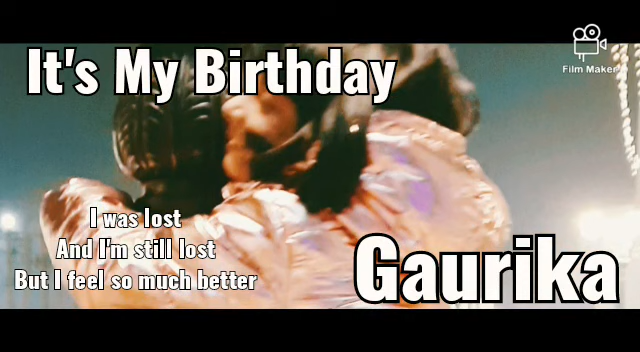 It's My Birthday
Film Maker
I was lost
And I'm still lost
But I feel so much better
Gaurika